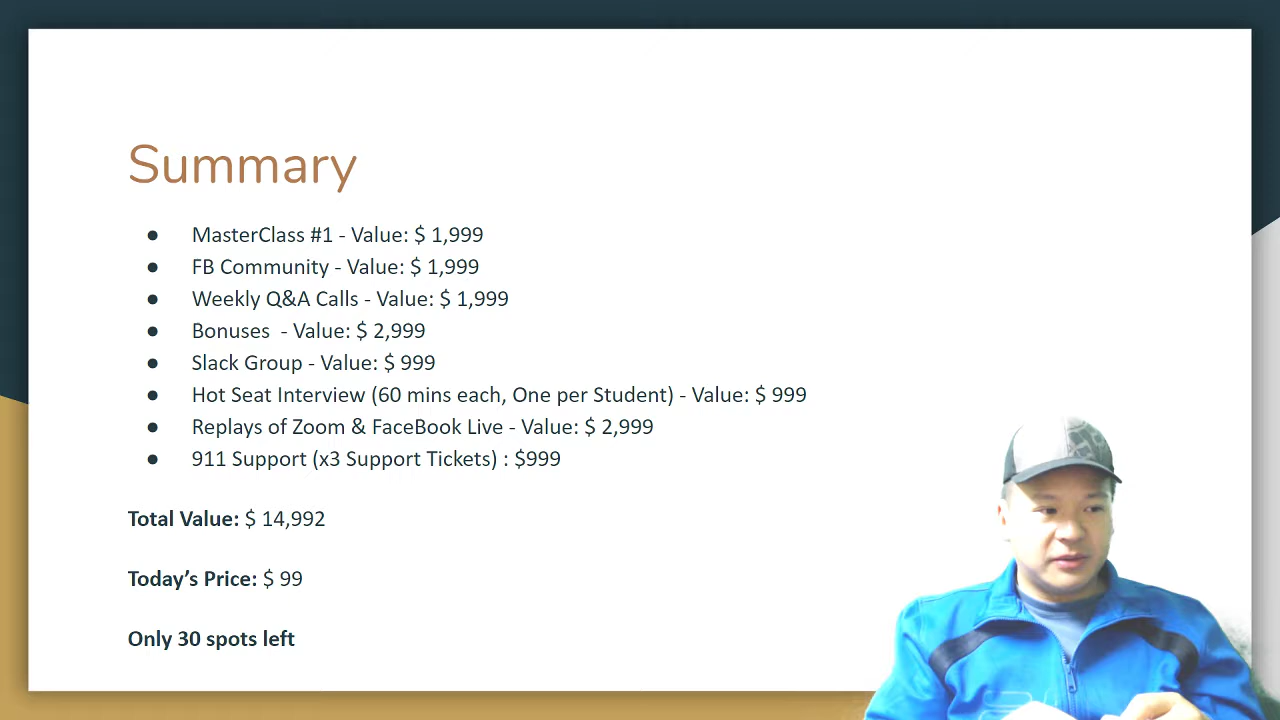 Summary
● MasterClass #1 - Value: $ 1,999
● FB Community - Value: $ 1,999
● Weekly Q&A Calls - Value: $ 1,999
● Bonuses  - Value: $ 2,999
● Slack Group - Value: $ 999
● Hot Seat Interview (60 mins each, One per Student) - Value: $ 999
● Replays of Zoom & FaceBook Live - Value: $ 2,999
● 911 Support (x3 Support Tickets) : $999
Total Value: $ 14,992
Today’s Price: $ 99
Only 30 spots left